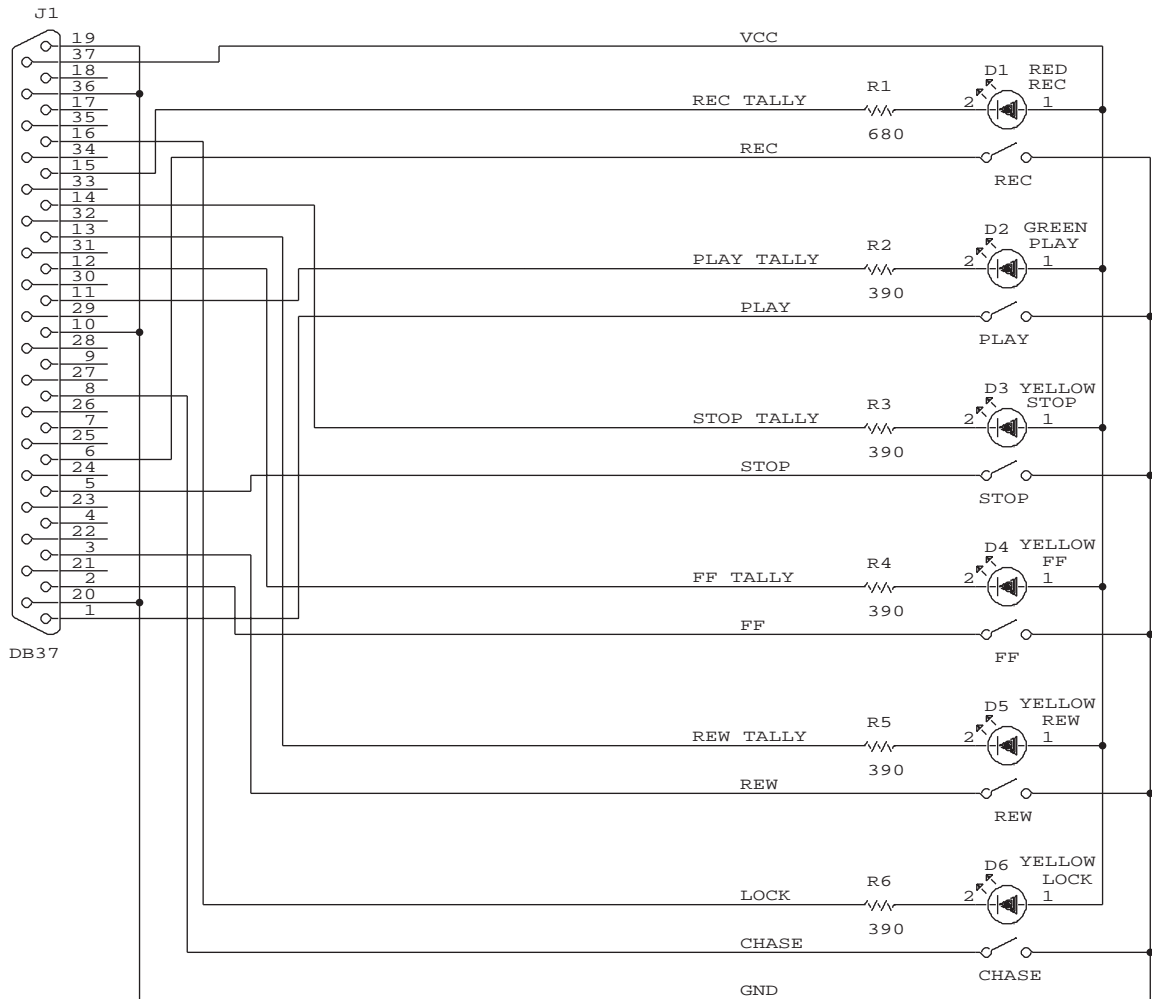 J1
19
37
18
36
17
35
16
34
15
33
14
32
13
31
12
30
11
29
10
28
9
27
8
26
7
25
6
24
5
23
4
22
3
21
2
20
1
DB37
VCC
REC TALLY
R1
680
D1 RED
REC
2 1
REC
REC
PLAY TALLY
R2
390
D2 GREEN
PLAY
2 1
PLAY
PLAY
STOP TALLY
R3
390
D3 YELLOW
STOP
2 1
STOP
STOP
FF TALLY
R4
390
D4 YELLOW
FF
2 1
FF
FF
REW TALLY
R5
390
D5 YELLOW
REW
2 1
REW
REW
LOCK
R6
390
D6 YELLOW
LOCK
2 1
CHASE
CHASE
GND